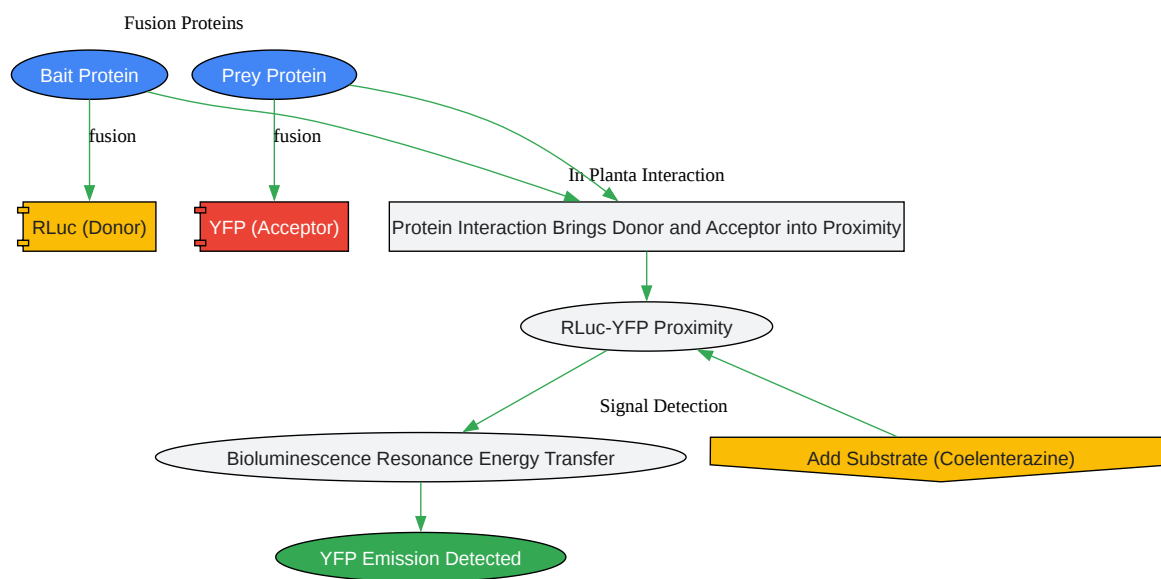 Fusion Proteins
Bait Protein
Prey Protein
fusion
fusion
In Planta Interaction
RLuc (Donor)
YFP (Acceptor)
Protein Interaction Brings Donor and Acceptor into Proximity
RLuc-YFP Proximity
Signal Detection
Bioluminescence Resonance Energy Transfer
Add Substrate (Coelenterazine)
YFP Emission Detected